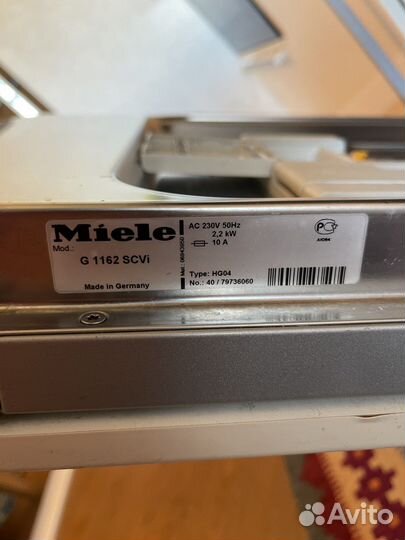 Miele
Mod.:
G 1162 SCVi
Made in Germany
AC 230V 50Hz
2,2 kW
10 A
Type: HG04
No.: 40 / 79736060
Avito